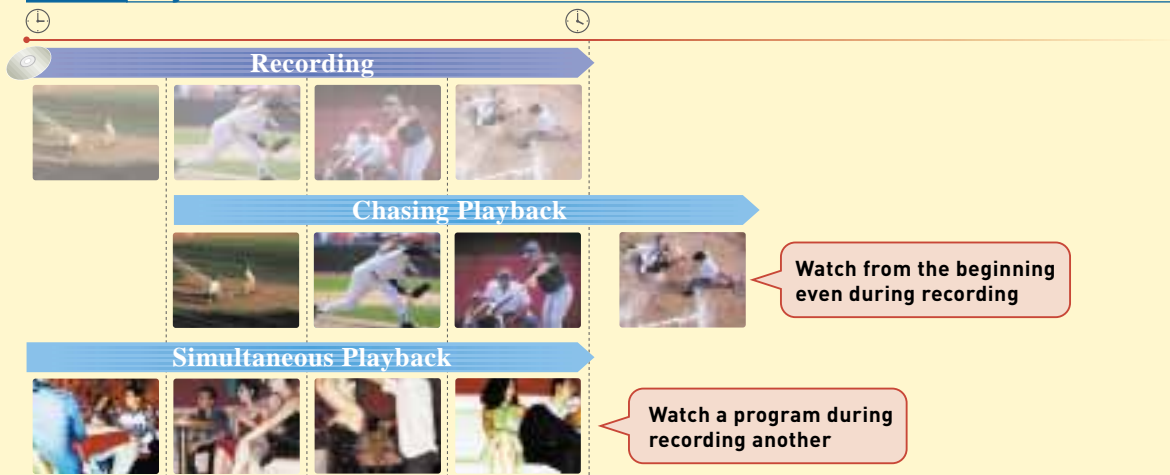 Recording
Chasing Playback
Watch from the beginning
even during recording
Simultaneous Playback
Watch a program during
recording another